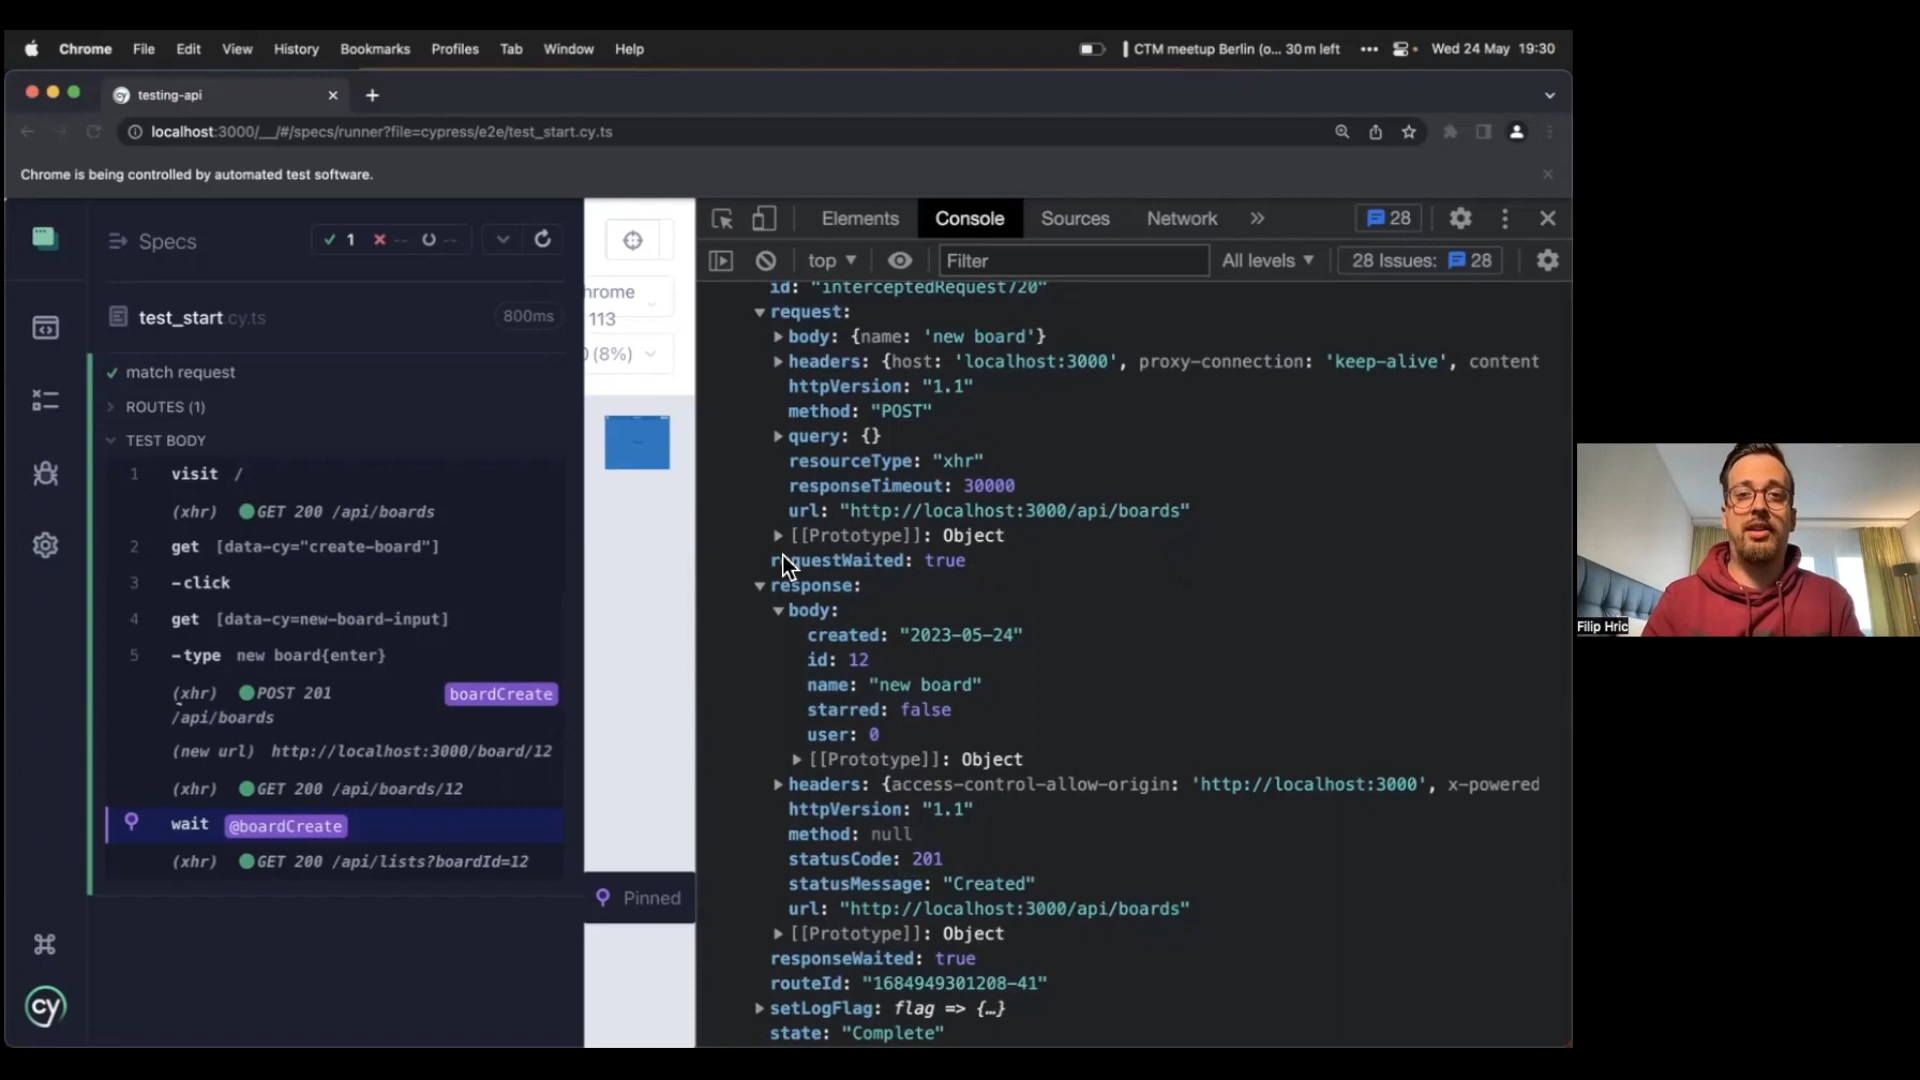 Chrome File Edit View History Bookmarks Profiles Tab Window Help CTM meetup Berlin (o... 30 m left ••• Wed 24 May 19:30
testing-api
localhost:3000/__/#/specs/runner?file=cypress/e2e/test_start.cy.ts
Chrome is being controlled by automated test software.
Specs 1 -- --
test_start.cy.ts 800ms
match request
ROUTES (1)
TEST BODY
1 visit /
(xhr) GET 200 /api/boards
2 get [data-cy="create-board"]
3 -click
4 get [data-cy=new-board-input]
5 -type new board{enter}
(xhr) POST 201 boardCreate
/api/boards
(new url) http://localhost:3000/board/12
(xhr) GET 200 /api/boards/12
wait @boardCreate
(xhr) GET 200 /api/lists?boardId=12
cy
hrome
113
(8%)
Pinned
Elements Console Sources Network » 28
top Filter All levels 28 Issues: 28
id: "interceptedRequest720"
request:
body: {name: 'new board'}
headers: {host: 'localhost:3000', proxy-connection: 'keep-alive', content
httpVersion: "1.1"
method: "POST"
query: {}
resourceType: "xhr"
responseTimeout: 30000
url: "http://localhost:3000/api/boards"
[[Prototype]]: Object
requestWaited: true
response:
body:
created: "2023-05-24"
id: 12
name: "new board"
starred: false
user: 0
[[Prototype]]: Object
headers: {access-control-allow-origin: 'http://localhost:3000', x-powered
httpVersion: "1.1"
method: null
statusCode: 201
statusMessage: "Created"
url: "http://localhost:3000/api/boards"
[[Prototype]]: Object
responseWaited: true
routeId: "1684949301208-41"
setLogFlag: flag => {…}
state: "Complete"
Filip Hric